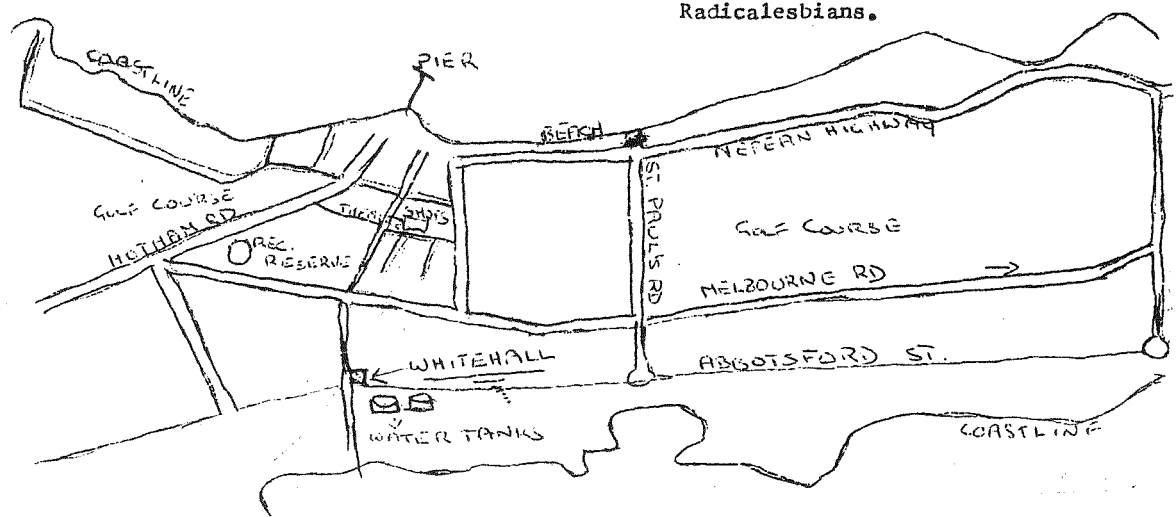 Radicalesbians.
PIER
COASTLINE
BEACH
NEPEAN HIGHWAY
ST. PAULS RD
GOLF COURSE
HOTHAM RD
SHOPS
REC.
RESERVE
GOLF COURSE
MELBOURNE RD
WHITEHALL
ABBOTSFORD ST.
WATER TANKS
COASTLINE